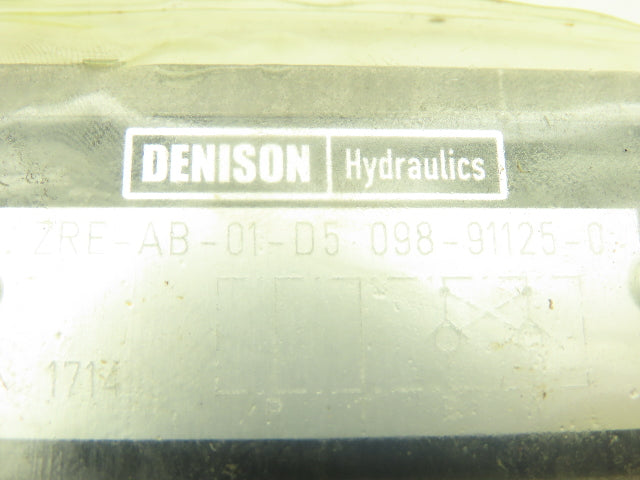 DENISON Hydraulics
ZRE-AB-01-D5 098-91125-0
1714